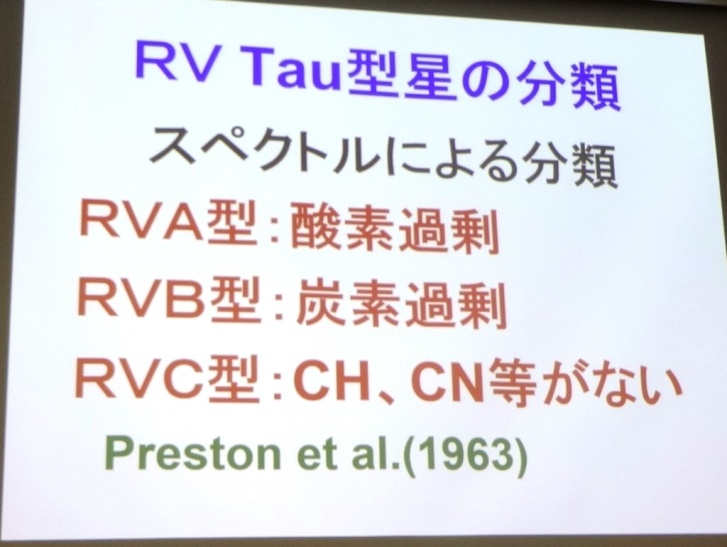 RV Tau型星の分類
スペクトルによる分類
RVA型:酸素過剰
RVB型:炭素過剰
RVC型:CH、CN等がない
Preston et al.(1963)